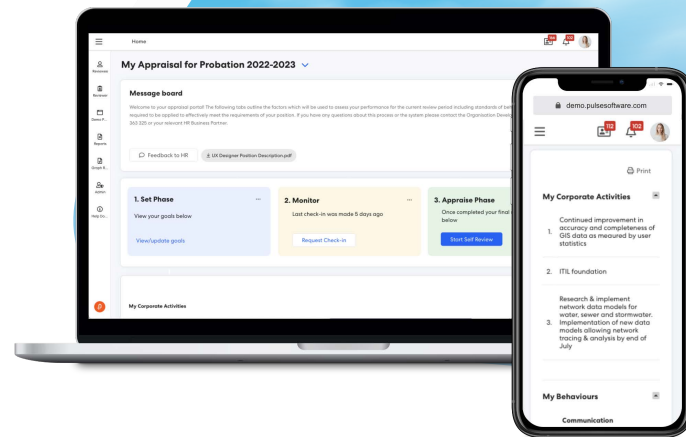 Home
My Appraisal for Probation 2022-2023
Reviewee
Reviewer
Demo P...
Reports
Graph R...
Admin
Help Do...
Message board
Welcome to your appraisal portal! The following tabs outline the factors which will be used to assess your performance for the current review period including standards of
required to be applied to effectively meet the requirements of your position. If you have any questions about this process or the system please contact the Organisation
263 325 or your relevant HR Business Partner.
Feedback to HR
UX Designer Position Description.pdf
1. Set Phase
...
View your goals below
View/update goals
2. Monitor
...
Last check-in was made 5 days ago
Request Check-in
3. Appraise Phase
Once completed your final
below
Start Self Review
My Corporate Activities
demo.pulsesoftware.com
112
102
Print
My Corporate Activities
1. Continued improvement in
accuracy and completeness of
GIS data as meaured by user
statistics
2. ITIL foundation
Research & implement
network data models for
water, sewer and stormwater.
3. Implementation of new data
models allowing network
tracing & analysis by end of
July
My Behaviours
Communication